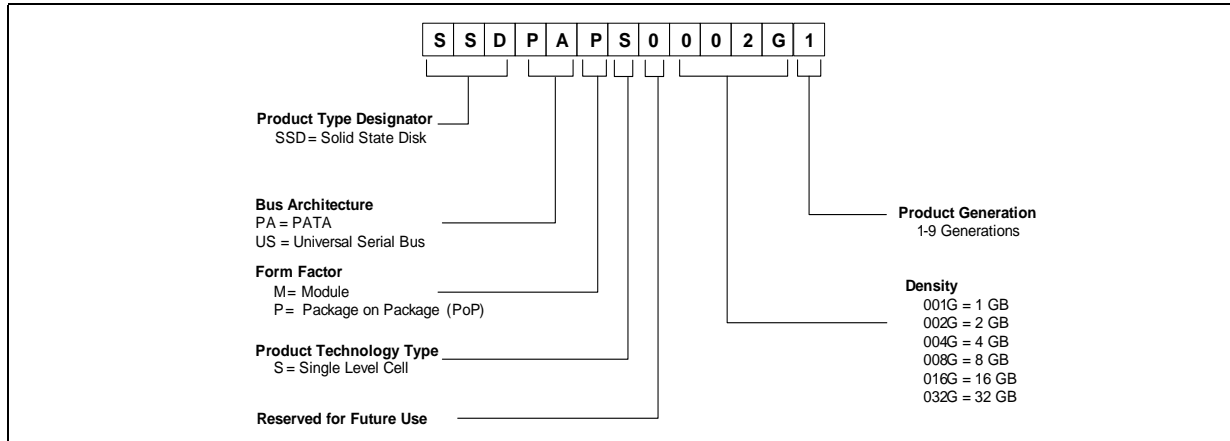 S S D P A P S 0 0 0 2 G 1
Product Type Designator
SSD= Solid State Disk
Bus Architecture
PA = PATA
US = Universal Serial Bus
Form Factor
M= Module
P= Package on Package (PoP)
Product Technology Type
S= Single Level Cell
Reserved for Future Use
Product Generation
1-9 Generations
Density
001G = 1 GB
002G = 2 GB
004G = 4 GB
008G = 8 GB
016G = 16 GB
032G = 32 GB